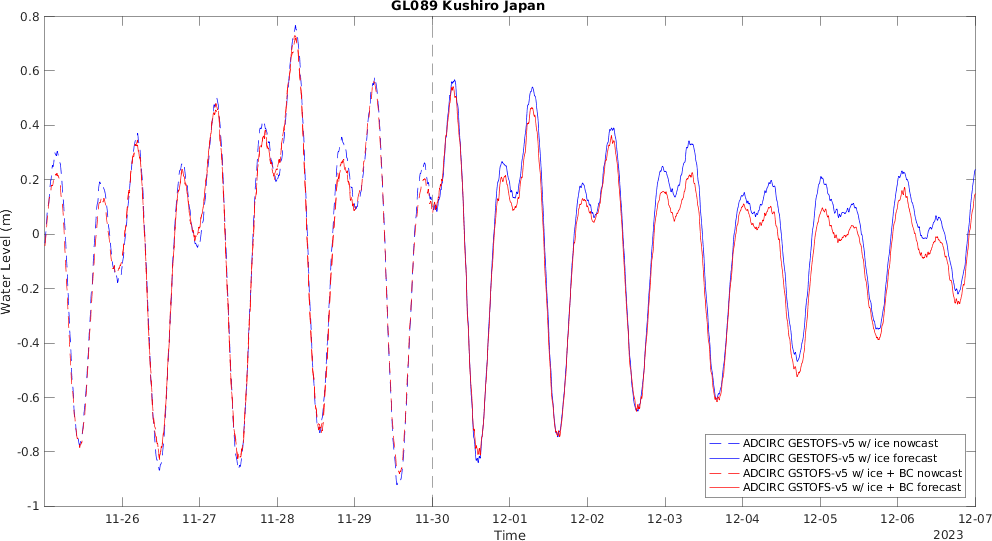 GL089 Kushiro Japan
0.8
0.6
0.4
0.2
0
-0.2
-0.4
-0.6
-0.8
-1
Water Level (m)
ADCIRC GESTOFS-v5 w/ ice nowcast
ADCIRC GESTOFS-v5 w/ ice forecast
ADCIRC GSTOFS-v5 w/ ice + BC nowcast
ADCIRC GSTOFS-v5 w/ ice + BC forecast
11-26 11-27 11-28 11-29 11-30 12-01 12-02 12-03 12-04 12-05 12-06 12-07
Time
2023